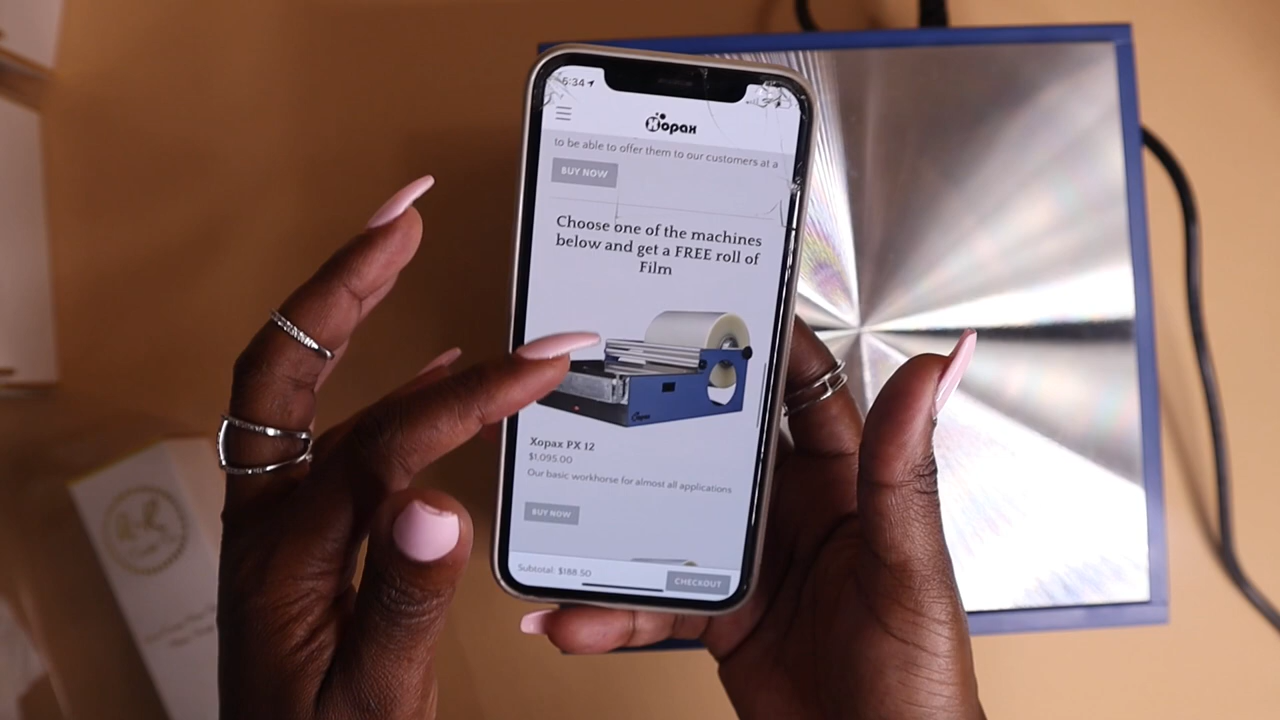 5:34
Xopax
to be able to offer them to our customers at a
BUY NOW
Choose one of the machines
below and get a FREE roll of
Film
Xopax
Xopax PX 12
$1,095.00
Our basic workhorse for almost all applications
BUY NOW
Subtotal: $188.50
CHECKOUT